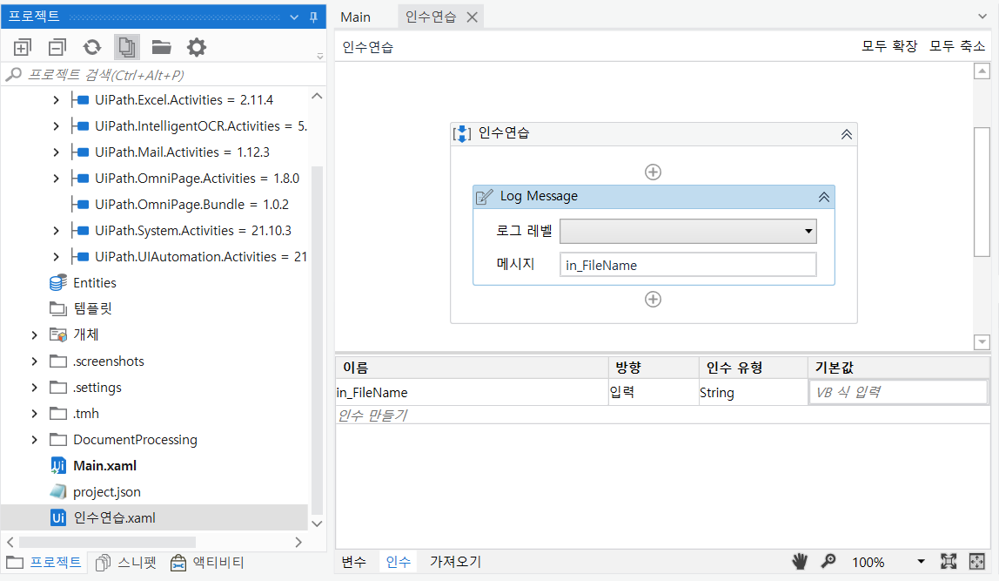 프로젝트
프로젝트 검색(Ctrl+Alt+P)
UiPath.Excel.Activities = 2.11.4
UiPath.IntelligentOCR.Activities = 5.
UiPath.Mail.Activities = 1.12.3
UiPath.OmniPage.Activities = 1.8.0
UiPath.OmniPage.Bundle = 1.0.2
UiPath.System.Activities = 21.10.3
UiPath.UIAutomation.Activities = 21
Entities
템플릿
개체
.screenshots
.settings
.tmh
DocumentProcessing
Main.xaml
project.json
인수연습.xaml
프로젝트 스니펫 액티비티
Main 인수연습
인수연습 모두 확장 모두 축소
인수연습
Log Message
로그 레벨
메시지 in_FileName
이름 방향 인수 유형 기본값
in_FileName 입력 String VB 식 입력
인수 만들기
변수 인수 가져오기 100%